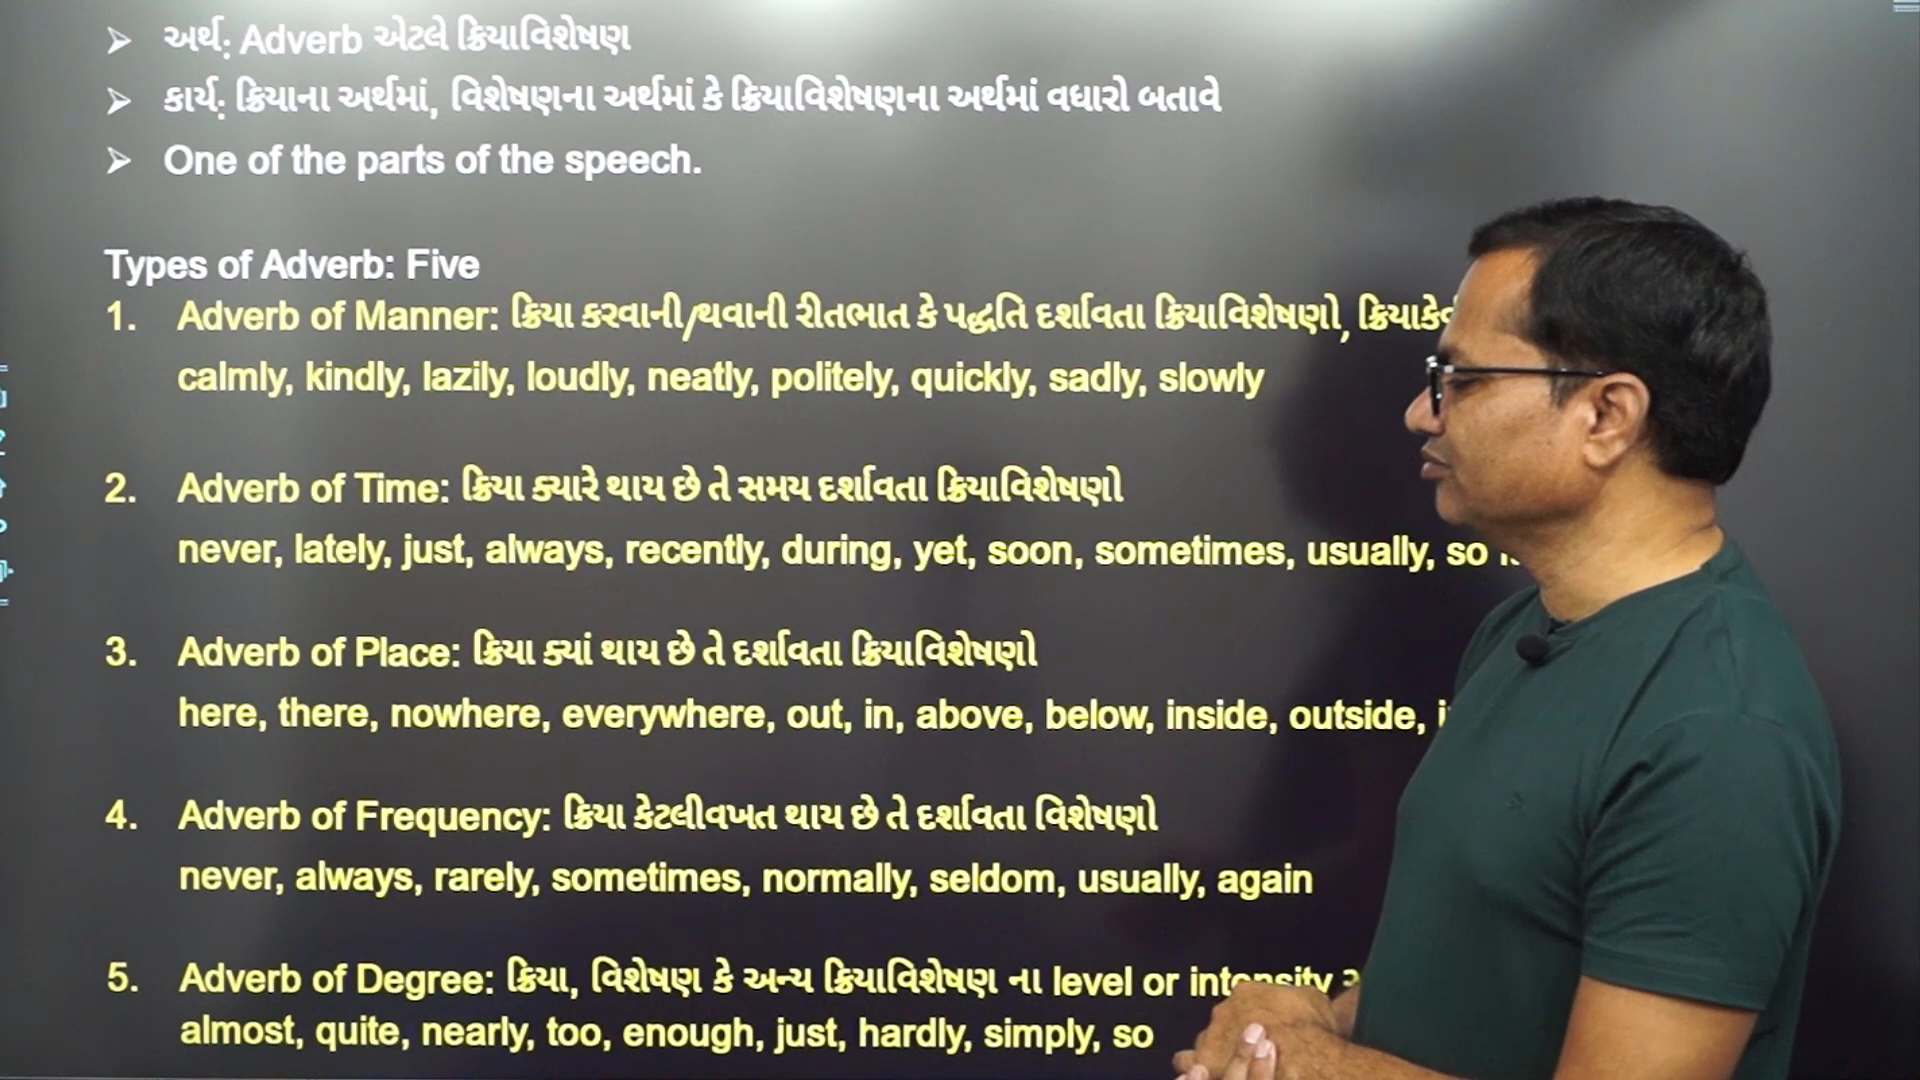 ➢ અર્થ: Adverb એટલે ક્રિયાવિશેષણ
➢ કાર્ય: ક્રિયાના અર્થમાં, વિશેષણના અર્થમાં કે ક્રિયાવિશેષણના અર્થમાં વધારો બતાવે
➢ One of the parts of the speech.
Types of Adverb: Five
1. Adverb of Manner: ક્રિયા કરવાની/થવાની રીતભાત કે પદ્ધતિ દર્શાવતા ક્રિયાવિશેષણો,
calmly, kindly, lazily, loudly, neatly, politely, quickly, sadly, slowly
2. Adverb of Time: ક્રિયા ક્યારે થાય છે તે સમય દર્શાવતા ક્રિયાવિશેષણો
never, lately, just, always, recently, during, yet, soon, sometimes, usually, so
3. Adverb of Place: ક્રિયા ક્યાં થાય છે તે દર્શાવતા ક્રિયાવિશેષણો
here, there, nowhere, everywhere, out, in, above, below, inside, outside,
4. Adverb of Frequency: ક્રિયા કેટલીવખત થાય છે તે દર્શાવતા વિશેષણો
never, always, rarely, sometimes, normally, seldom, usually, again
5. Adverb of Degree: ક્રિયા, વિશેષણ કે અન્ય ક્રિયાવિશેષણ ના level or intensity
almost, quite, nearly, too, enough, just, hardly, simply, so